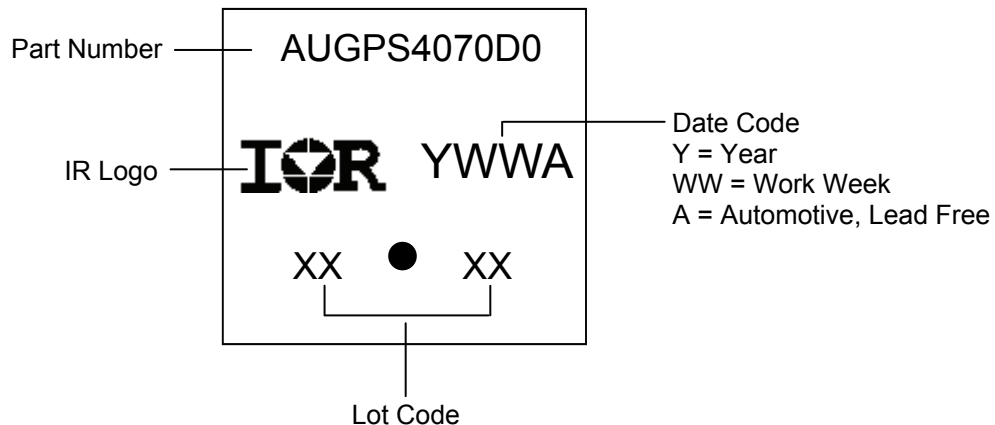 Part Number
AUGPS4070D0
IR Logo
IOR
YWWA
Date Code
Y = Year
WW = Work Week
A = Automotive, Lead Free
XX
XX
Lot Code